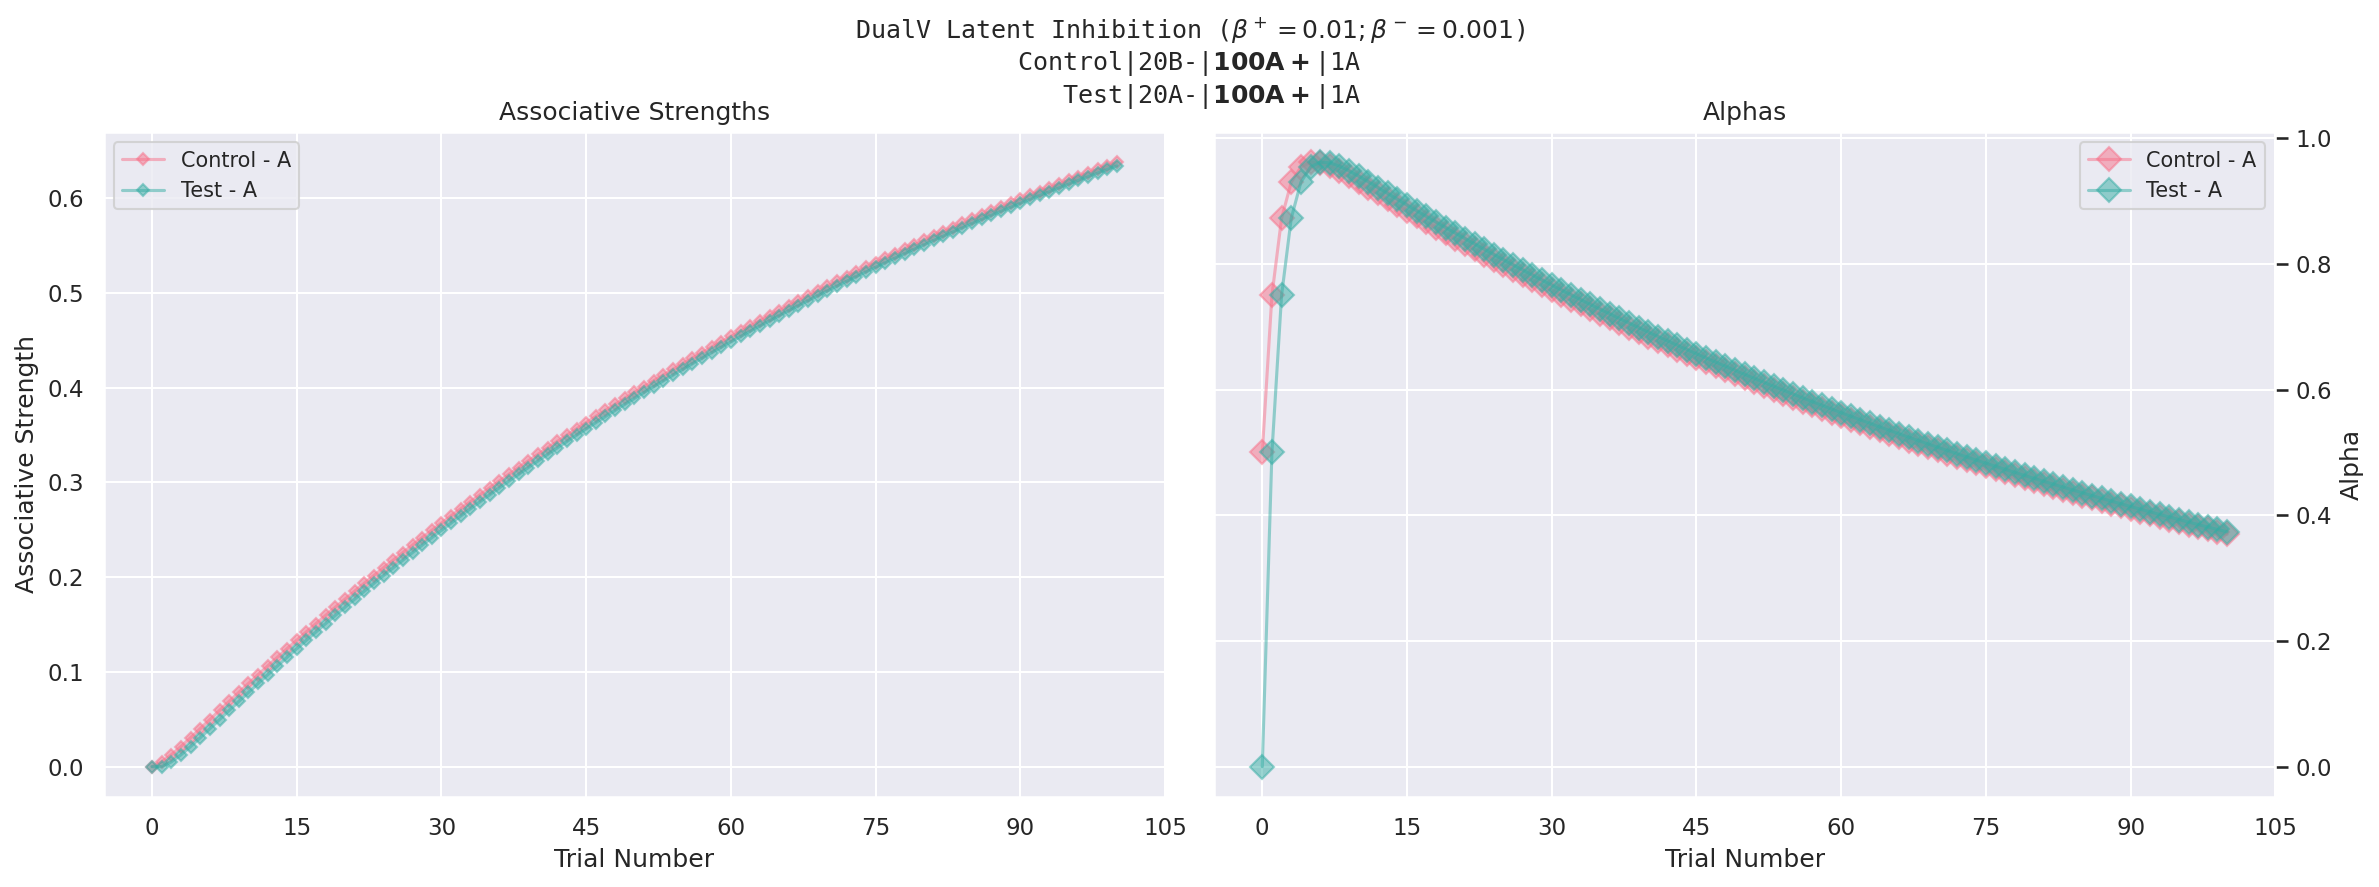 DualV Latent Inhibition (β⁺ = 0.01; β⁻ = 0.001)
Control|20B-|100A+|1A
Test|20A-|100A+|1A
Associative Strengths
Alphas
Control - A
Test - A
Control - A
Test - A
Associative Strength
0.6
0.5
0.4
0.3
0.2
0.1
0.0
0 15 30 45 60 75 90 105
Trial Number
1.0
0.8
0.6
0.4
0.2
0.0
Alpha
0 15 30 45 60 75 90 105
Trial Number